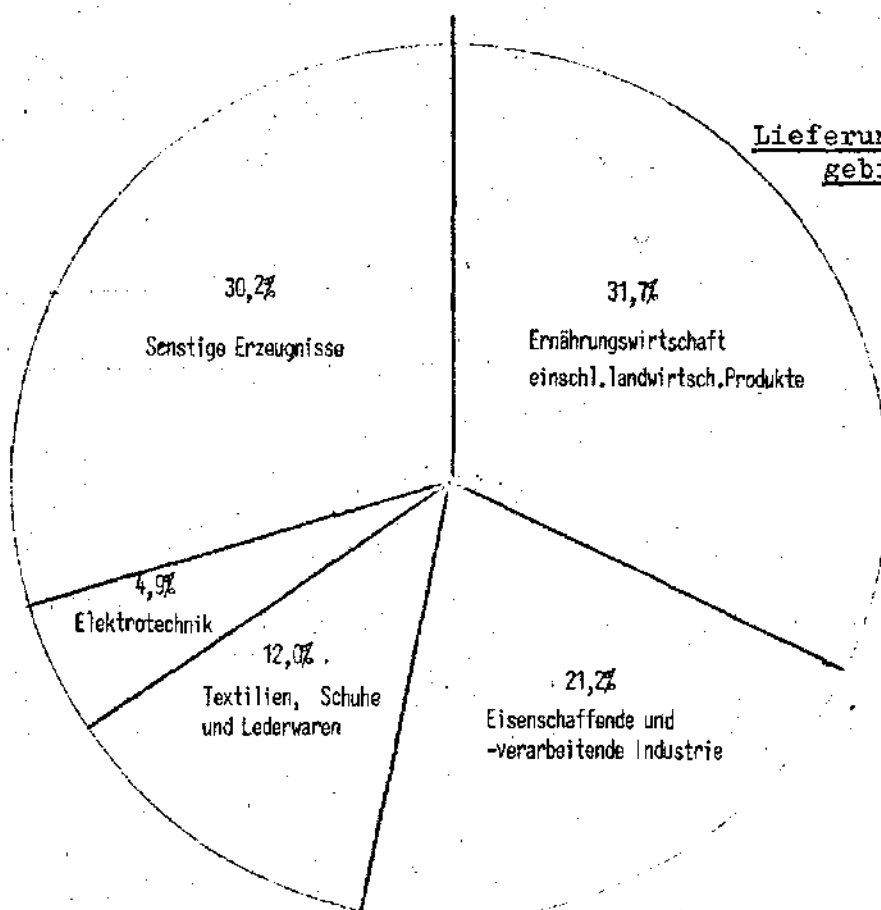 Lieferun
gebi
30,2%
Senstige Erzeugnisse
31,7%
Ernährungswirtschaft
einschl.landwirtsch.Produkte
4,9%
Elektrotechnik
12,0%
Textilien, Schuhe
und Lederwaren
21,2%
Eisenschaffende und
-verarbeitende Industrie